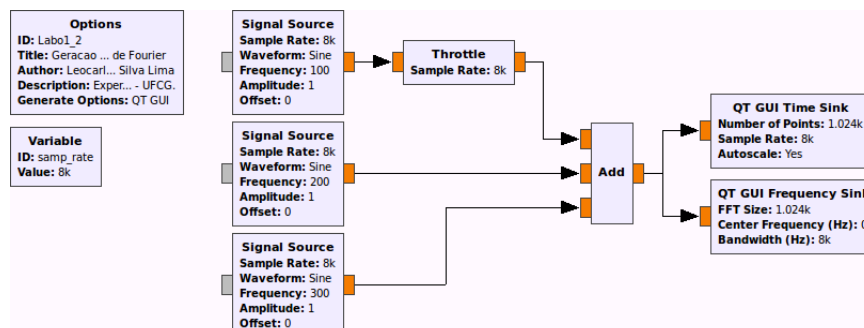 Options
ID: Labo1_2
Title: Geracao ... de Fourier
Author: Leocarl... Silva Lima
Description: Exper... - UFCG.
Generate Options: QT GUI
Variable
ID: samp_rate
Value: 8k
Signal Source
Sample Rate: 8k
Waveform: Sine
Frequency: 100
Amplitude: 1
Offset: 0
Throttle
Sample Rate: 8k
Signal Source
Sample Rate: 8k
Waveform: Sine
Frequency: 200
Amplitude: 1
Offset: 0
Signal Source
Sample Rate: 8k
Waveform: Sine
Frequency: 300
Amplitude: 1
Offset: 0
Add
QT GUI Time Sink
Number of Points: 1.024k
Sample Rate: 8k
Autoscale: Yes
QT GUI Frequency Sink
FFT Size: 1.024k
Center Frequency (Hz): 0
Bandwidth (Hz): 8k